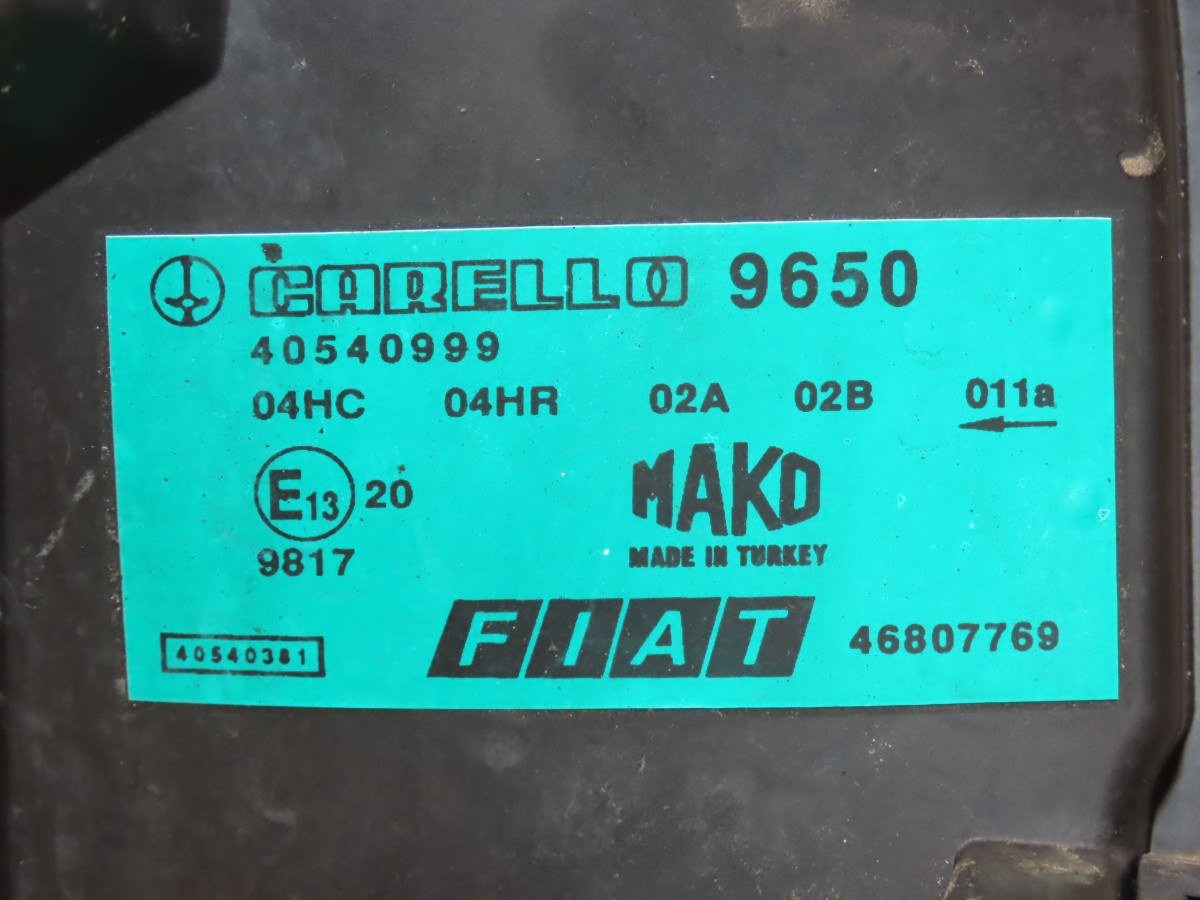 CARELLO 9650
40540999
04HC 04HR 02A 02B 011a
E13 20
9817
MAKO
MADE IN TURKEY
40540381
FIAT 46807769